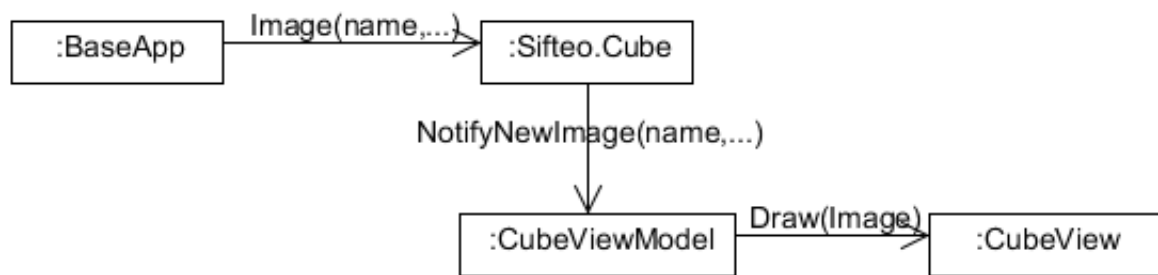 Image(name,...)
:BaseApp
:Sifteo.Cube
NotifyNewImage(name,...)
:CubeViewModel
Draw(Image)
:CubeView